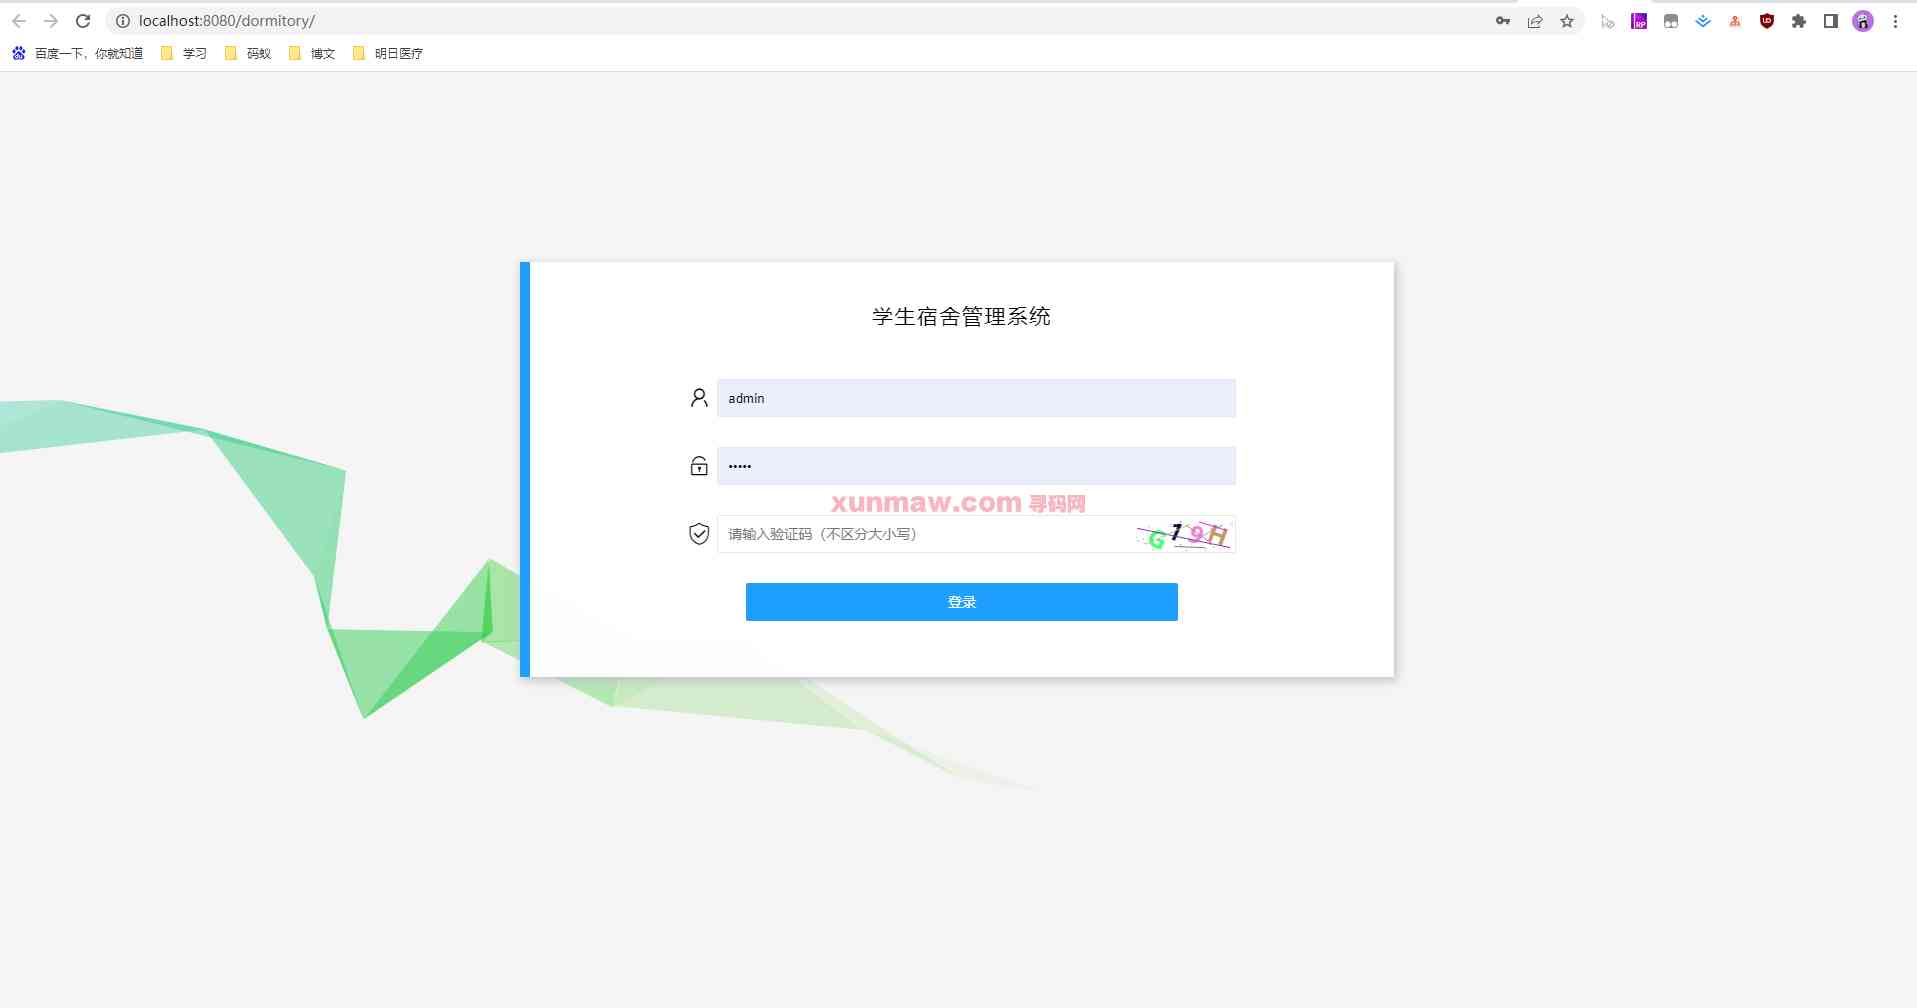 localhost:8080/dormitory/
百度一下，你就知道 学习 码蚁 博文 明日医疗
学生宿舍管理系统
admin
•••••
xunmaw.com 寻码网
请输入验证码（不区分大小写） G19H
登录